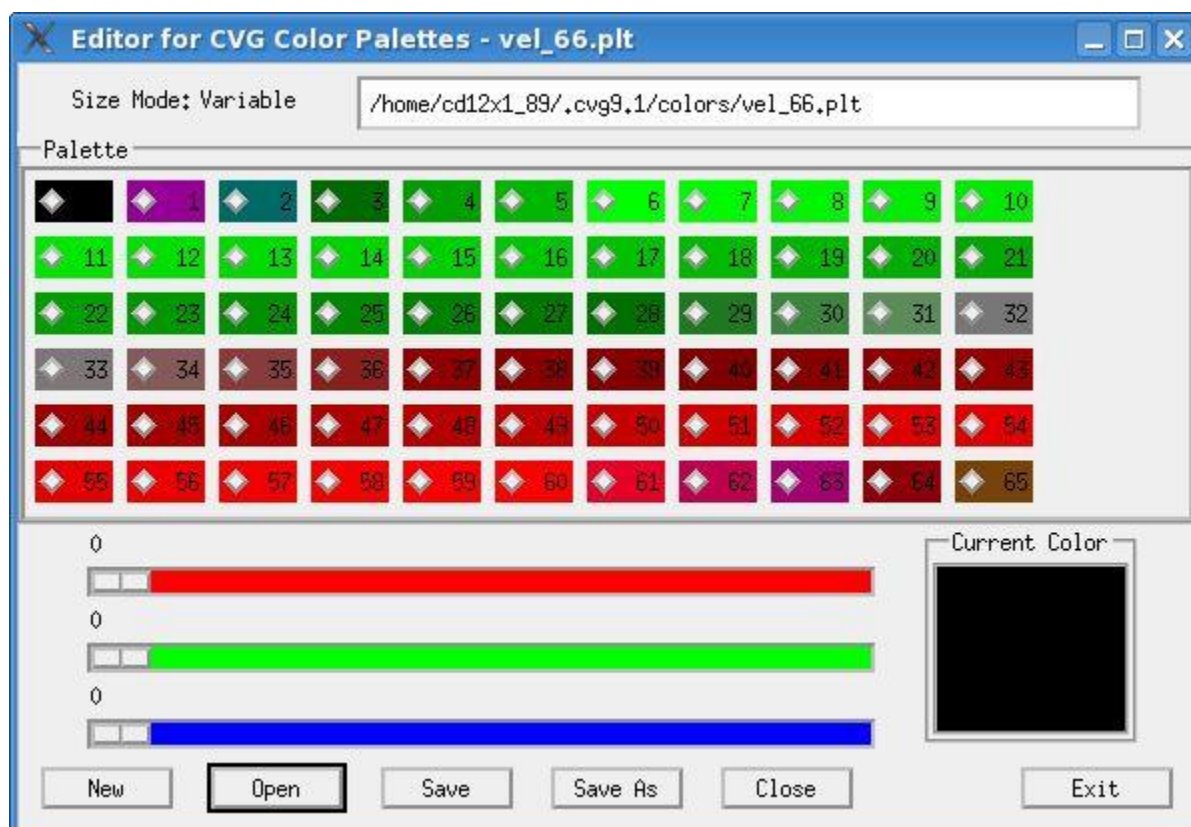 Editor for CVG Color Palettes - vel_66.plt
Size Mode: Variable /home/cd12x1_89/.cvg9.1/colors/vel_66.plt
Palette
1 2 3 4 5 6 7 8 9 10
11 12 13 14 15 16 17 18 19 20 21
22 23 24 25 26 27 28 29 30 31 32
33 34 35 36 37 38 39 40 41 42 43
44 45 46 47 48 49 50 51 52 53 54
55 56 57 58 59 60 61 62 63 64 65
0
Current Color
0
0
New Open Save Save As Close Exit